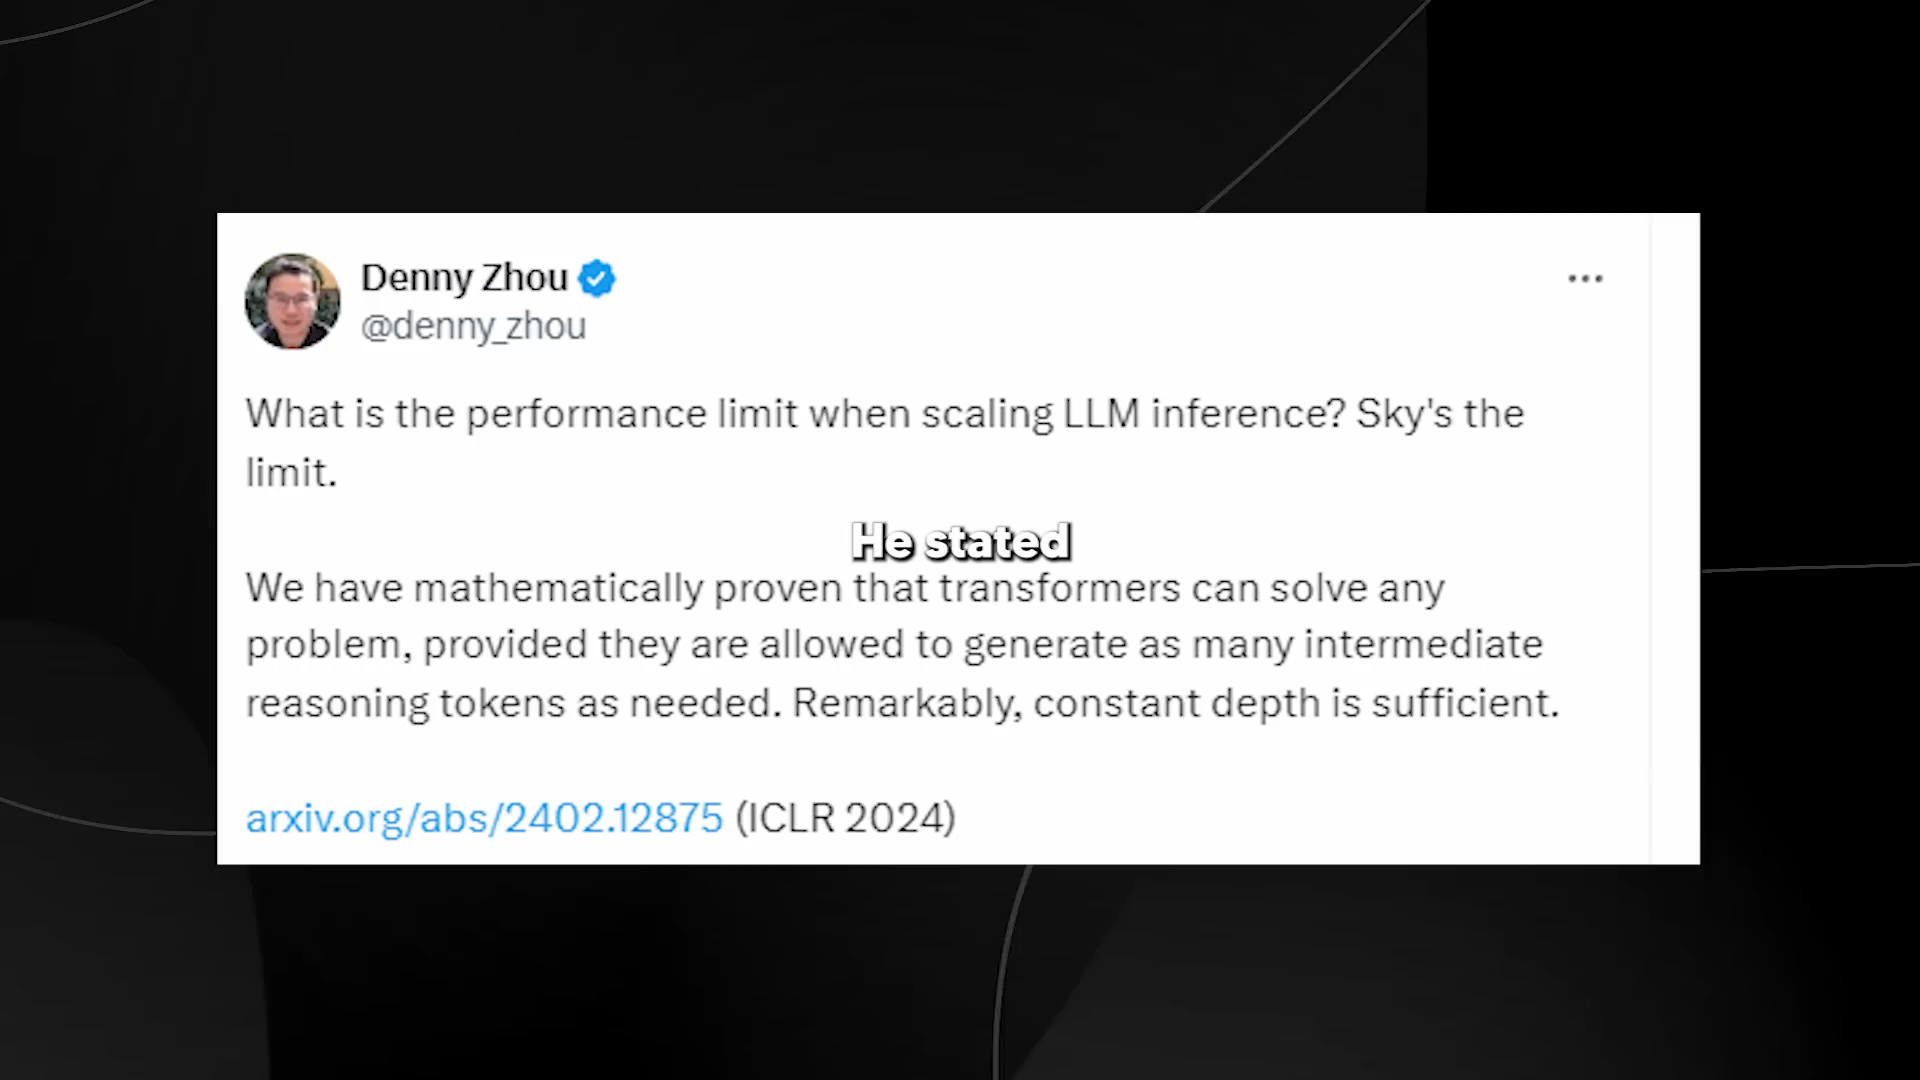 Denny Zhou
@denny_zhou
What is the performance limit when scaling LLM inference? Sky's the
limit.
He stated
We have mathematically proven that transformers can solve any
problem, provided they are allowed to generate as many intermediate
reasoning tokens as needed. Remarkably, constant depth is sufficient.
arxiv.org/abs/2402.12875 (ICLR 2024)